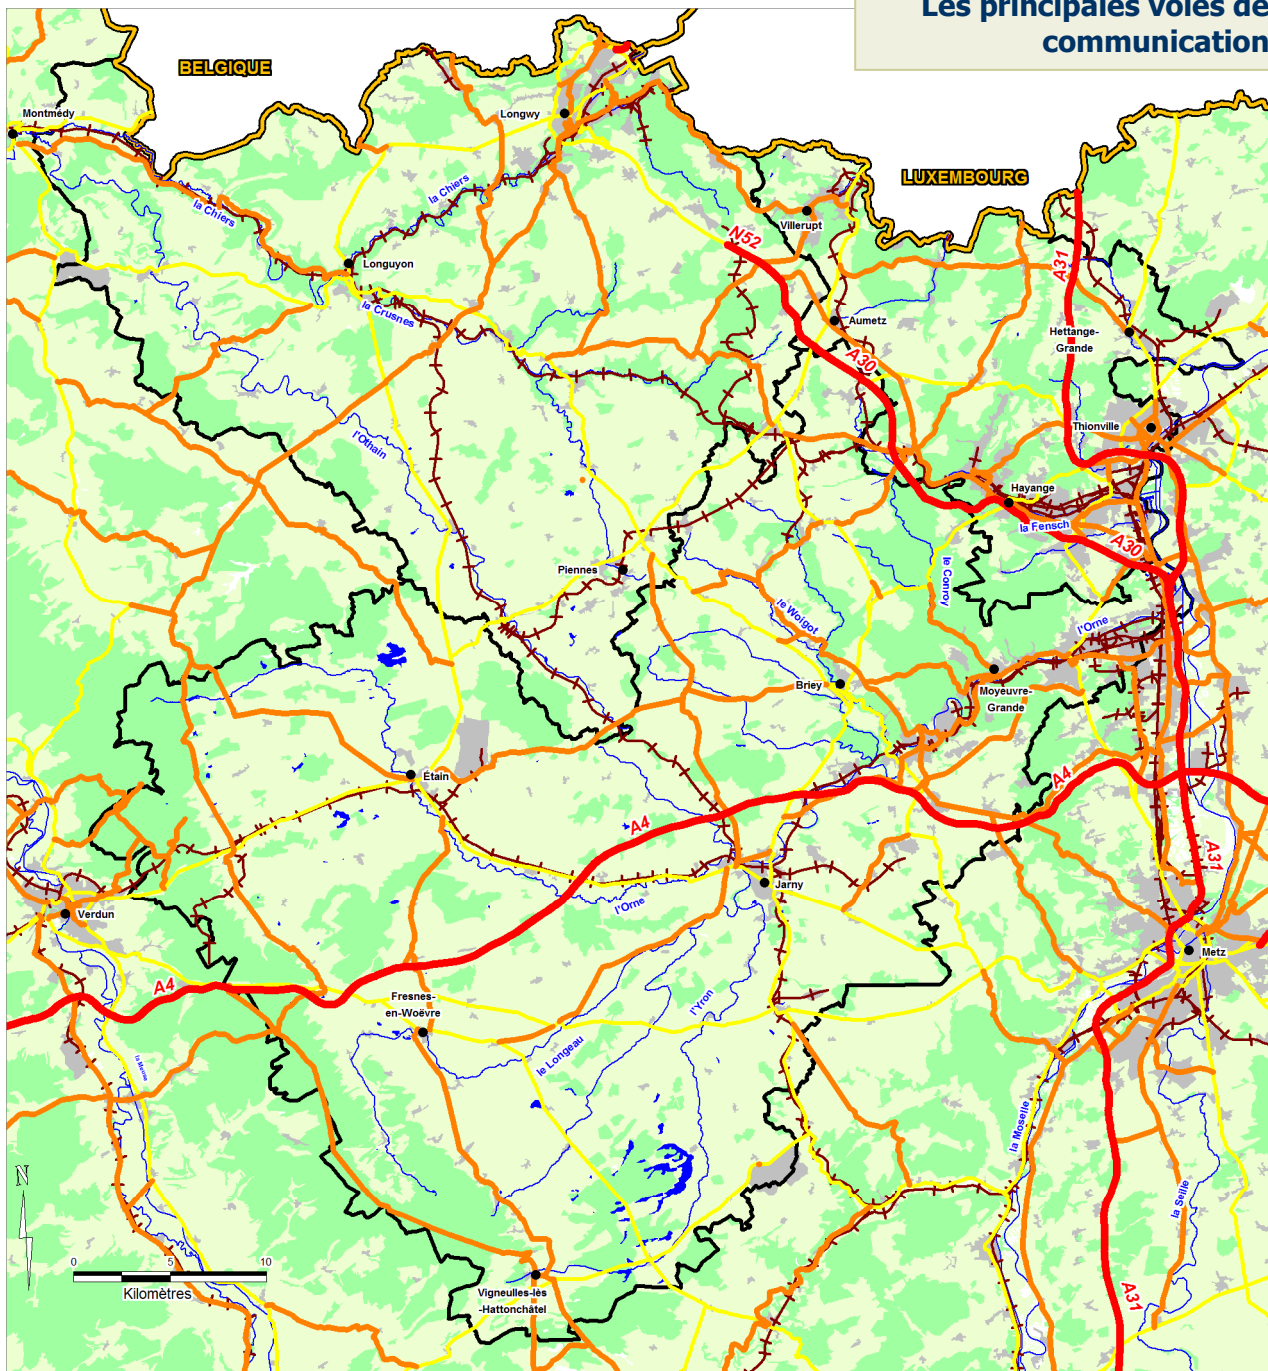 Les principales voies de
communication
BELGIQUE
Montmédy
Longwy
la Chiers
la Chiers
LUXEMBOURG
Villerupt
N52
A31
Longuyon
la Crusnes
Aumetz
Hettange-
Grande
A30
l'Othain
Thionville
Hayange
la Fensch
A30
Piennes
le Conroy
le Woigot
l'Orne
Briey
Moyeuvre-
Grande
Étain
A4
A4
A31
Jarny
l'Orne
Verdun
Metz
A4
Fresnes-
en-Woëvre
l'Yron
le Longeau
la Meuse
la Moselle
N
la Seille
0 5 10
Kilomètres
Vigneulles-lès
-Hattonchâtel
A31